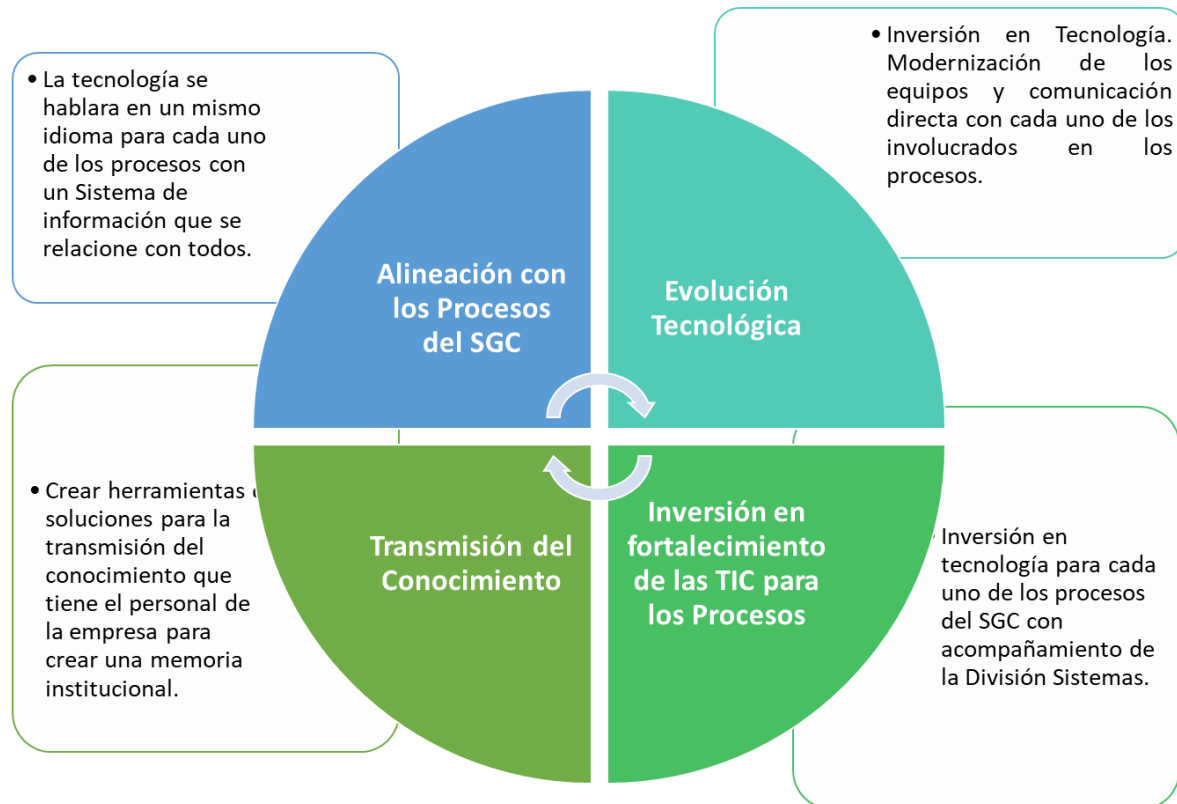 • La tecnología se
hablara en un mismo
idioma para cada uno
de los procesos con
un Sistema de
información que se
relacione con todos.
• Inversión en Tecnología.
Modernización de los
equipos y comunicación
directa con cada uno de los
involucrados en los
procesos.
Alineación con
los Procesos
del SGC
Evolución
Tecnológica
• Crear herramientas
soluciones para la
transmisión del
conocimiento que
tiene el personal de
la empresa para
crear una memoria
institucional.
Transmisión del
Conocimiento
Inversión en
fortalecimiento
de las TIC para
los Procesos
• Inversión en
tecnología para cada
uno de los procesos
del SGC con
acompañamiento de
la División Sistemas.